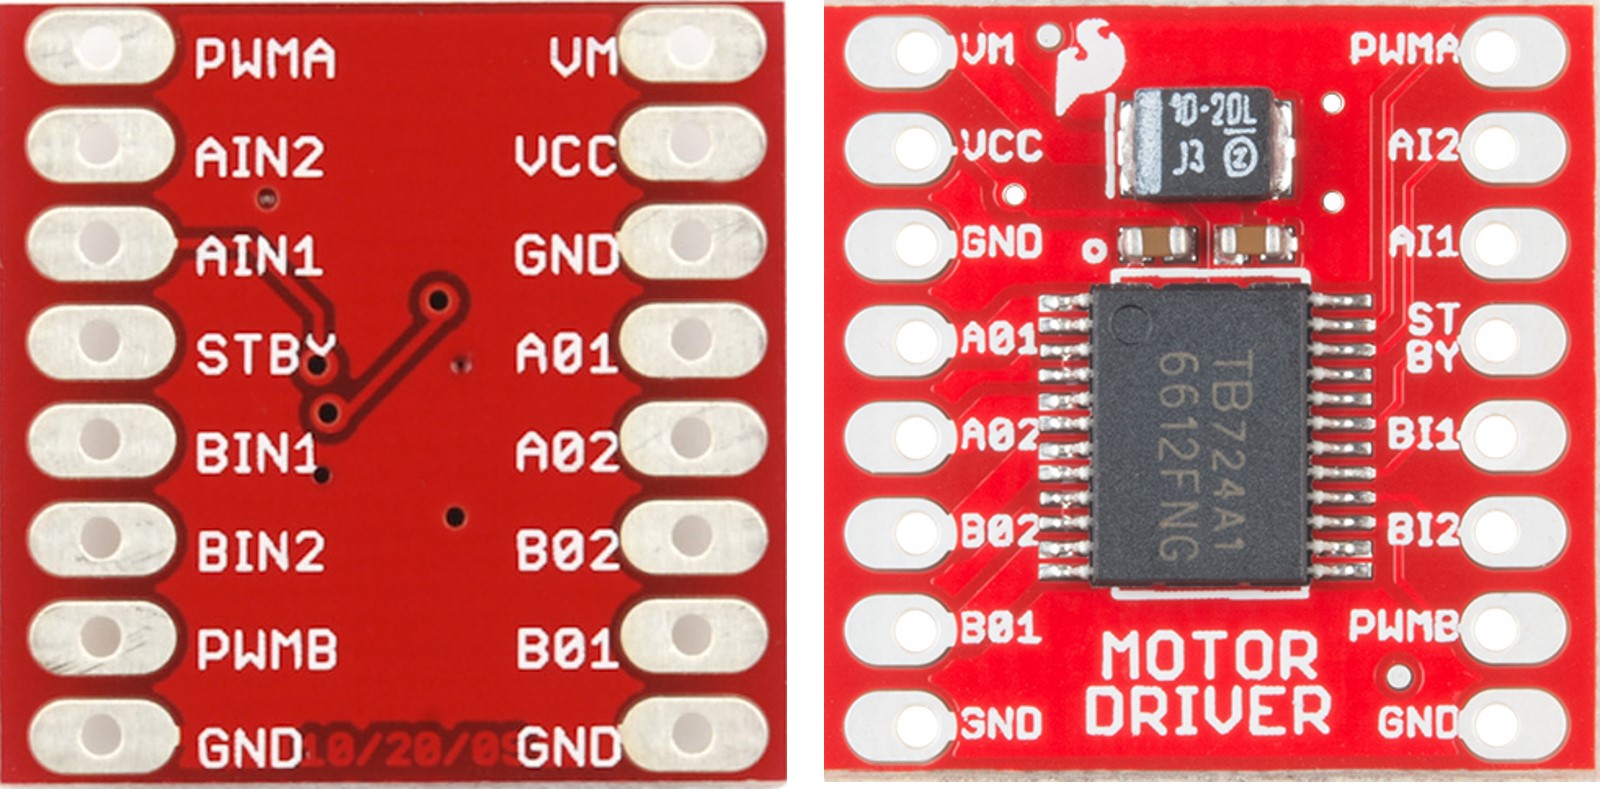 PWMA VM
AIN2 VCC
AIN1 GND
STBY A01
BIN1 A02
BIN2 B02
PWMB B01
GND 10/20/09 GND
VM PWMA
10-20L
VCC J3 2 AI2
GND AI1
A01 ST
BY
TB724A1
6612FNG
A02 BI1
B02 BI2
B01 PWMB
MOTOR
DRIVER
GND GND